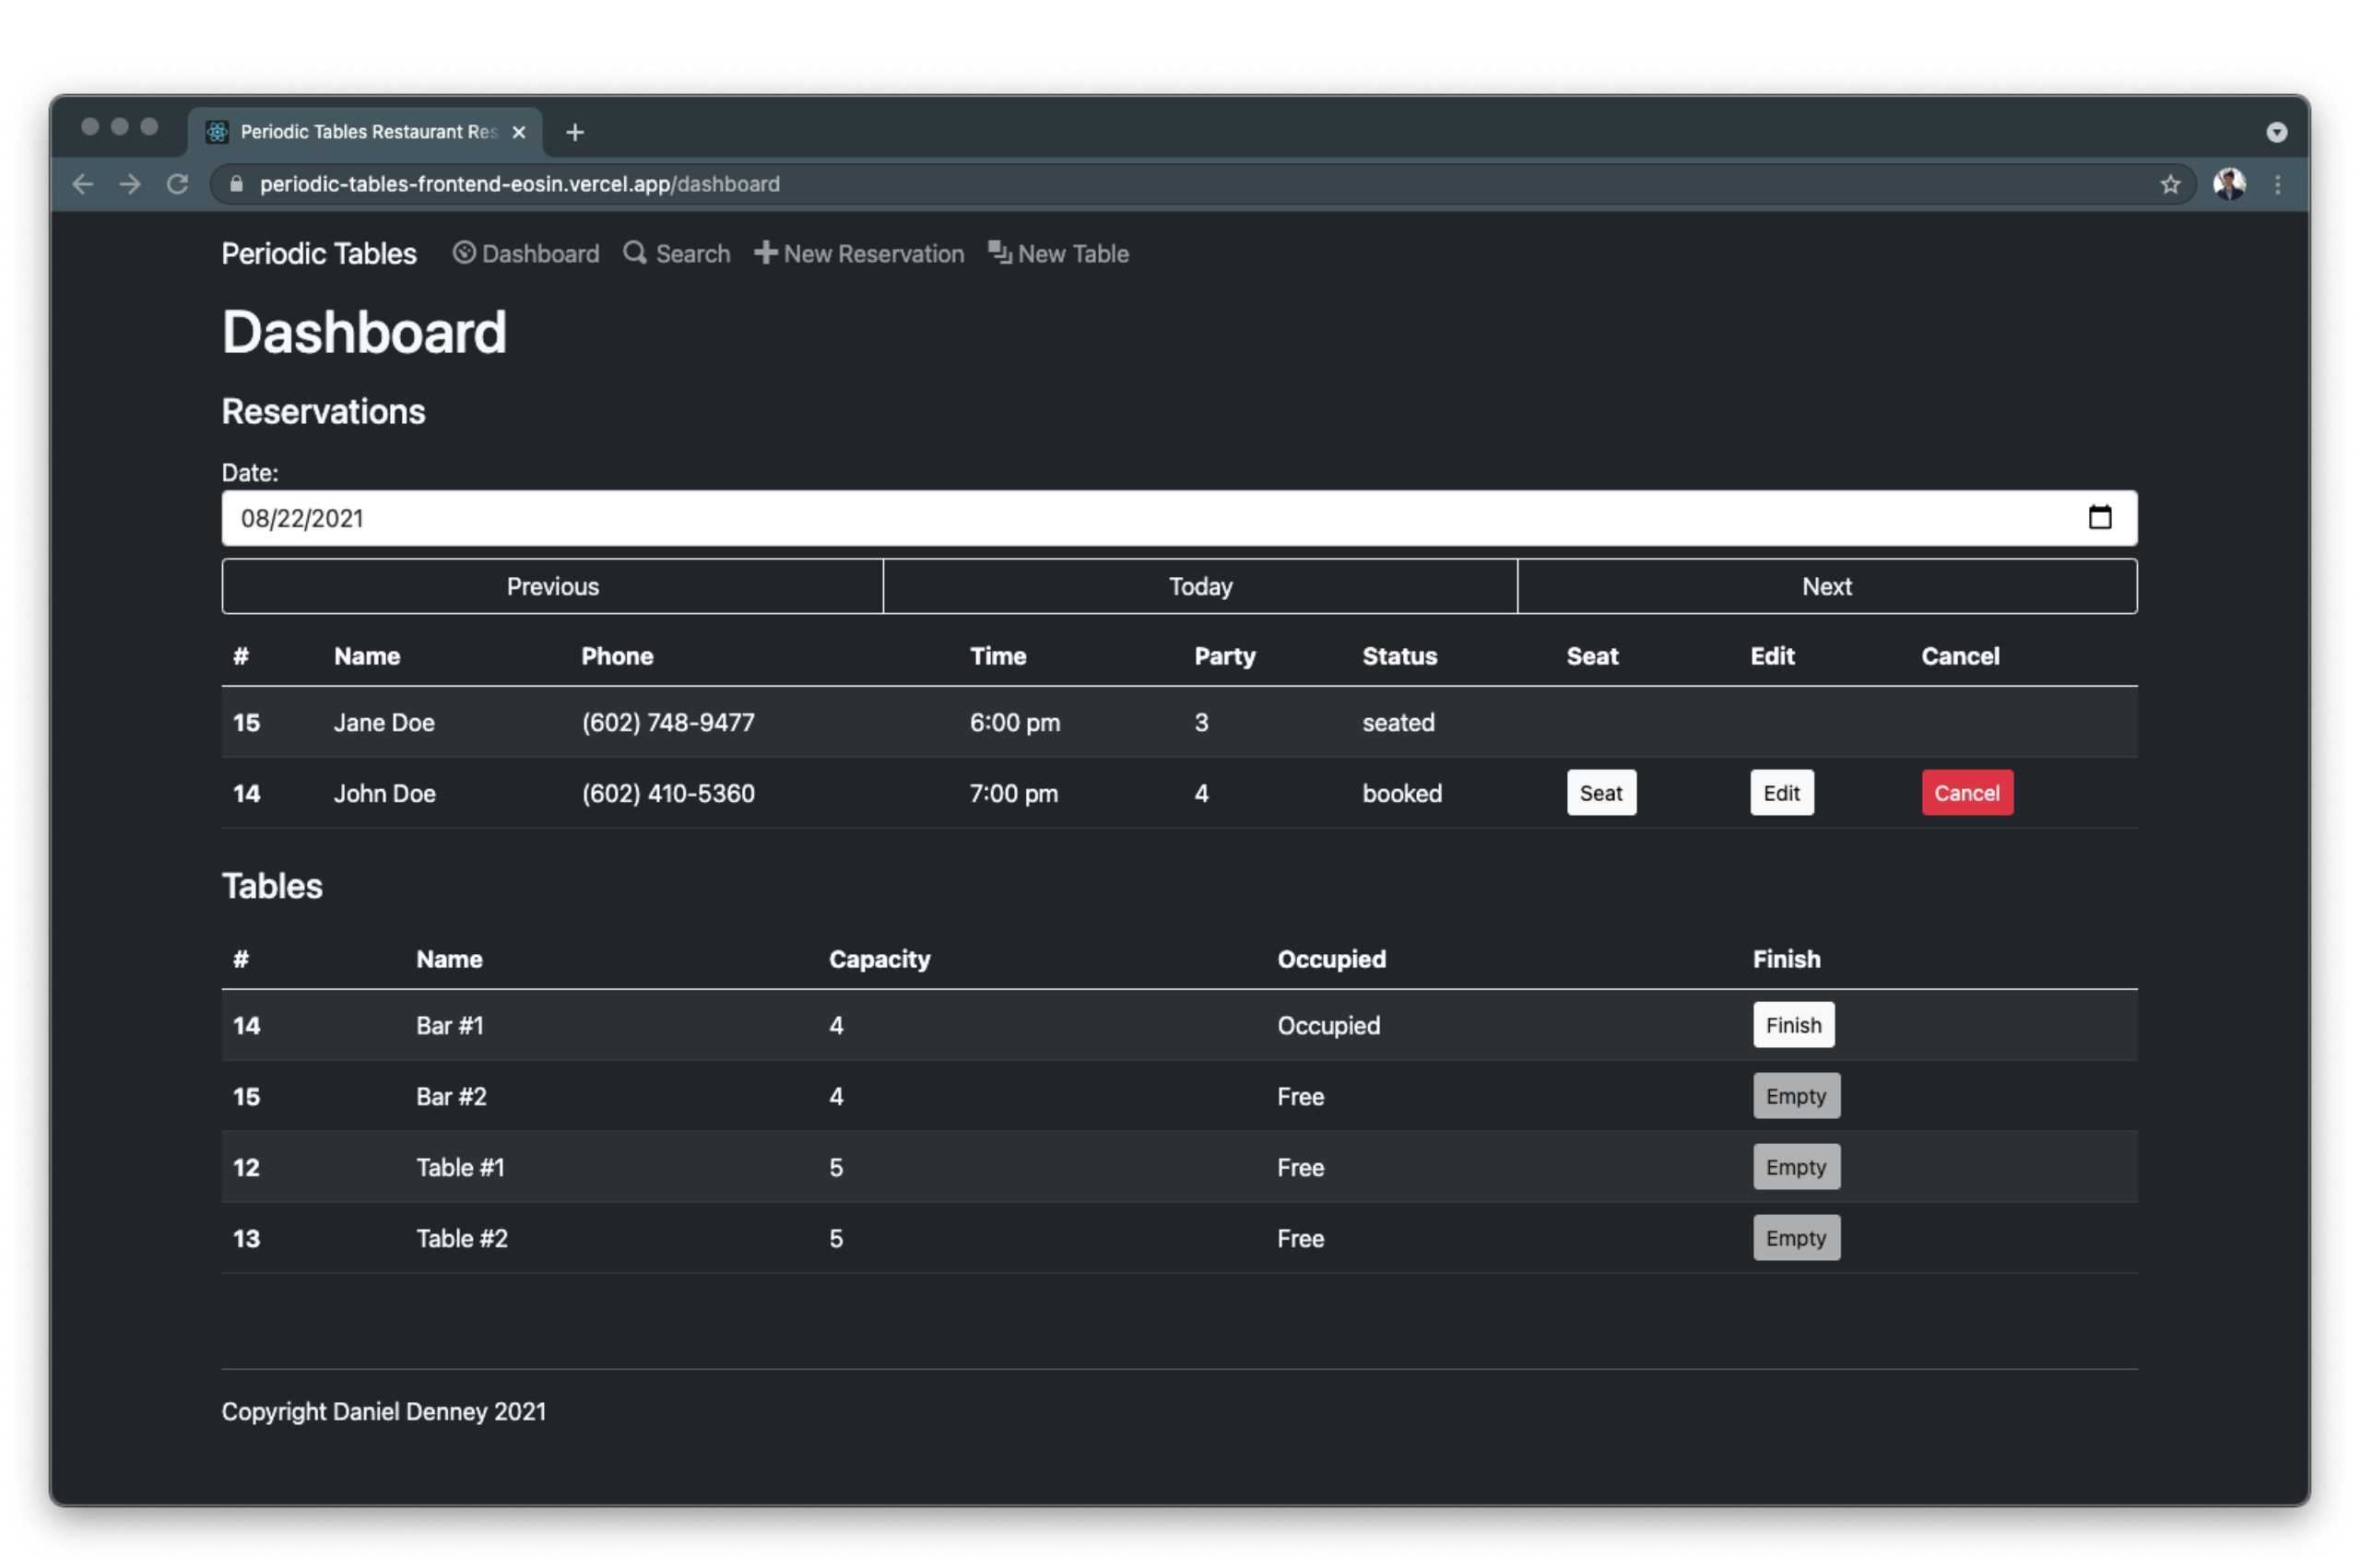 Periodic Tables Restaurant Res
periodic-tables-frontend-eosin.vercel.app/dashboard
Periodic Tables Dashboard Search New Reservation New Table
Dashboard
Reservations
Date:
08/22/2021
Previous Today Next
# Name Phone Time Party Status Seat Edit Cancel
15 Jane Doe (602) 748-9477 6:00 pm 3 seated
14 John Doe (602) 410-5360 7:00 pm 4 booked Seat Edit Cancel
Tables
# Name Capacity Occupied Finish
14 Bar #1 4 Occupied Finish
15 Bar #2 4 Free Empty
12 Table #1 5 Free Empty
13 Table #2 5 Free Empty
Copyright Daniel Denney 2021